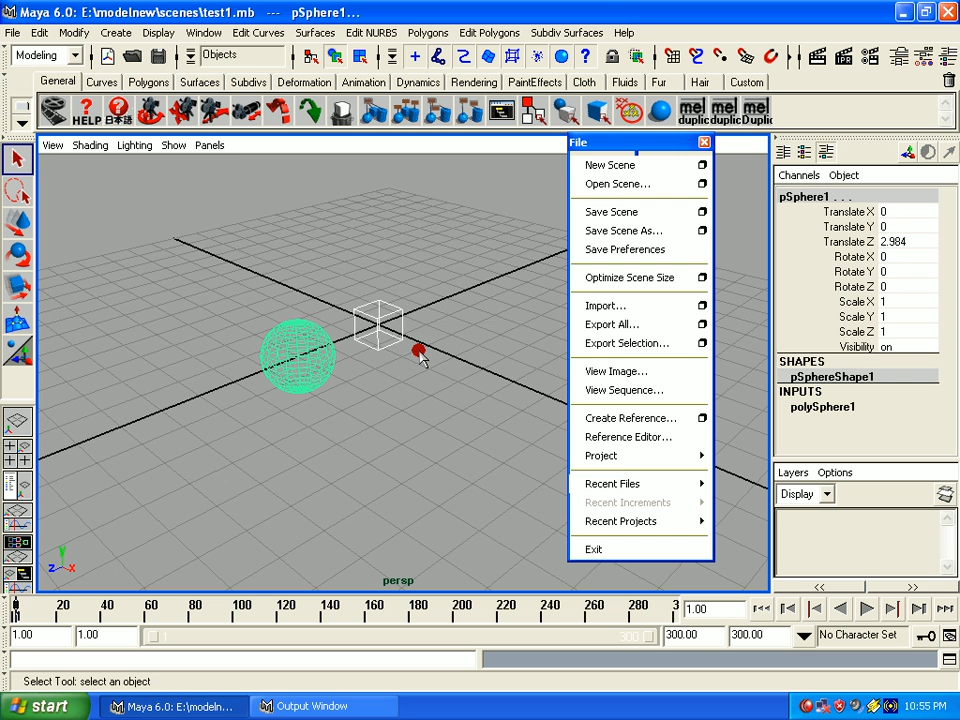 Maya 6.0: E:\modelnew\scenes\test1.mb --- pSphere1...
File Edit Modify Create Display Window Edit Curves Surfaces Edit NURBS Polygons Edit Polygons Subdiv Surfaces Help
Modeling Objects
General Curves Polygons Surfaces Subdivs Deformation Animation Dynamics Rendering PaintEffects Cloth Fluids Fur Hair Custom
HELP 日本語 mel duplic mel duplic mel Duplic
View Shading Lighting Show Panels
File
New Scene
Open Scene...
Save Scene
Save Scene As...
Save Preferences
Optimize Scene Size
Import...
Export All...
Export Selection...
View Image...
View Sequence...
Create Reference...
Reference Editor...
Project
Recent Files
Recent Increments
Recent Projects
Exit
Channels Object
pSphere1 . . .
Translate X 0
Translate Y 0
Translate Z 2.984
Rotate X 0
Rotate Y 0
Rotate Z 0
Scale X 1
Scale Y 1
Scale Z 1
Visibility on
SHAPES
pSphereShape1
INPUTS
polySphere1
Layers Options
Display
z x
persp
20 40 60 80 100 120 140 160 180 200 220 240 260 280 3
1.00
1.00 1.00 1 300 300.00 300.00 No Character Set
Select Tool: select an object
start Maya 6.0: E:\modeln... Output Window 10:55 PM